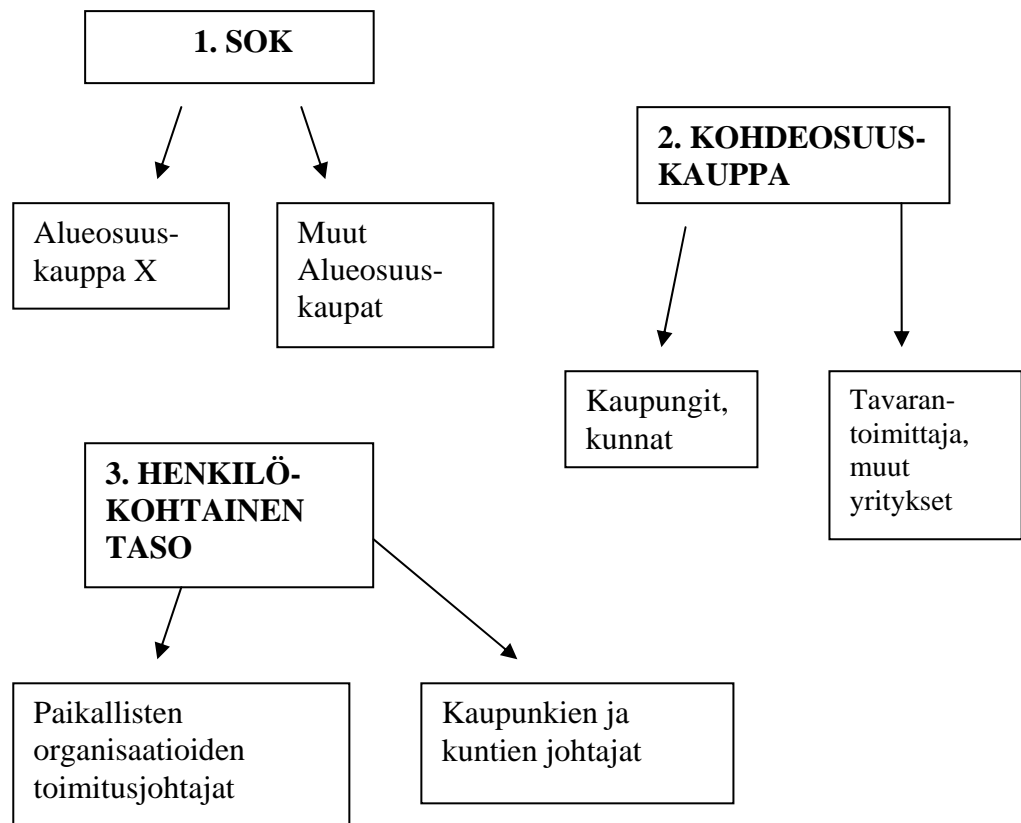 1. SOK
2. KOHDEOSUUS-
KAUPPA
Alueosuus-
kauppa X
Muut
Alueosuus-
kaupat
Kaupungit,
kunnat
Tavaran-
toimittaja,
muut
yritykset
3. HENKILÖ-
KOHTAINEN
TASO
Paikallisten
organisaatioiden
toimitusjohtajat
Kaupunkien ja
kuntien johtajat